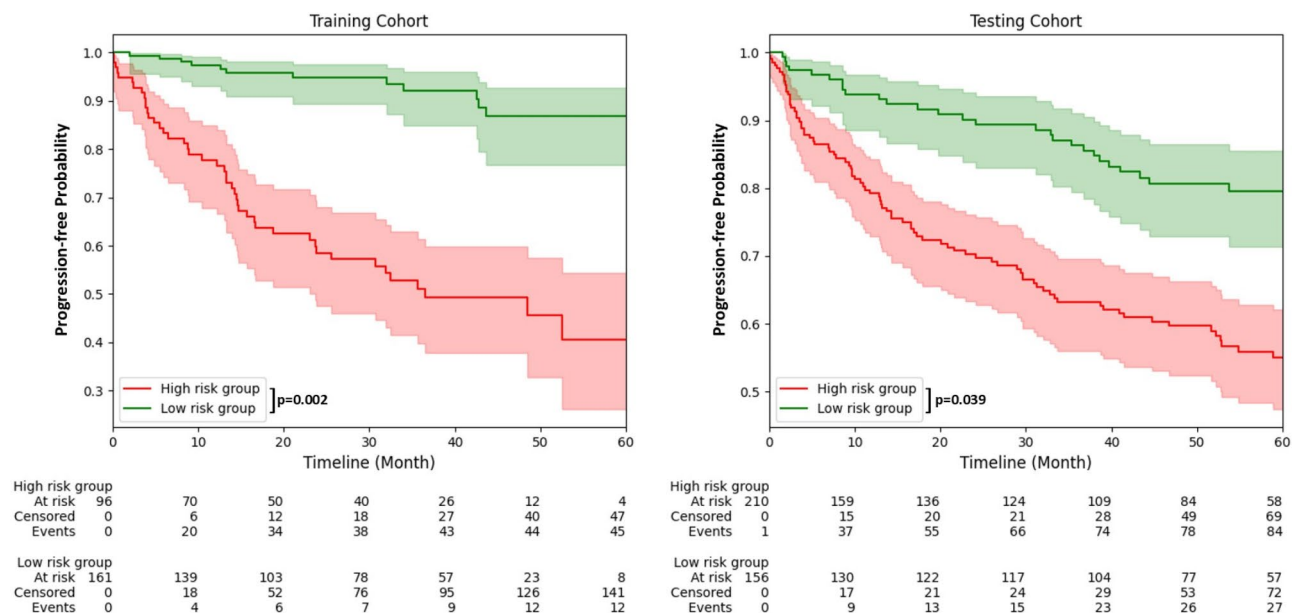 Training Cohort
Progression-free Probability
1.0
0.9
0.8
0.7
0.6
0.5
0.4
0.3
High risk group
Low risk group
p=0.002
0 10 20 30 40 50 60
Timeline (Month)
High risk group
At risk 96 70 50 40 26 12 4
Censored 0 6 12 18 27 40 47
Events 0 20 34 38 43 44 45
Low risk group
At risk 161 139 103 78 57 23 8
Censored 0 18 52 76 95 126 141
Events 0 4 6 7 9 12 12
Testing Cohort
Progression-free Probability
1.0
0.9
0.8
0.7
0.6
0.5
High risk group
Low risk group
p=0.039
0 10 20 30 40 50 60
Timeline (Month)
High risk group
At risk 210 159 136 124 109 84 58
Censored 0 15 20 21 28 49 69
Events 1 37 55 66 74 78 84
Low risk group
At risk 156 130 122 117 104 77 57
Censored 0 17 21 24 29 53 72
Events 0 9 13 15 23 26 27